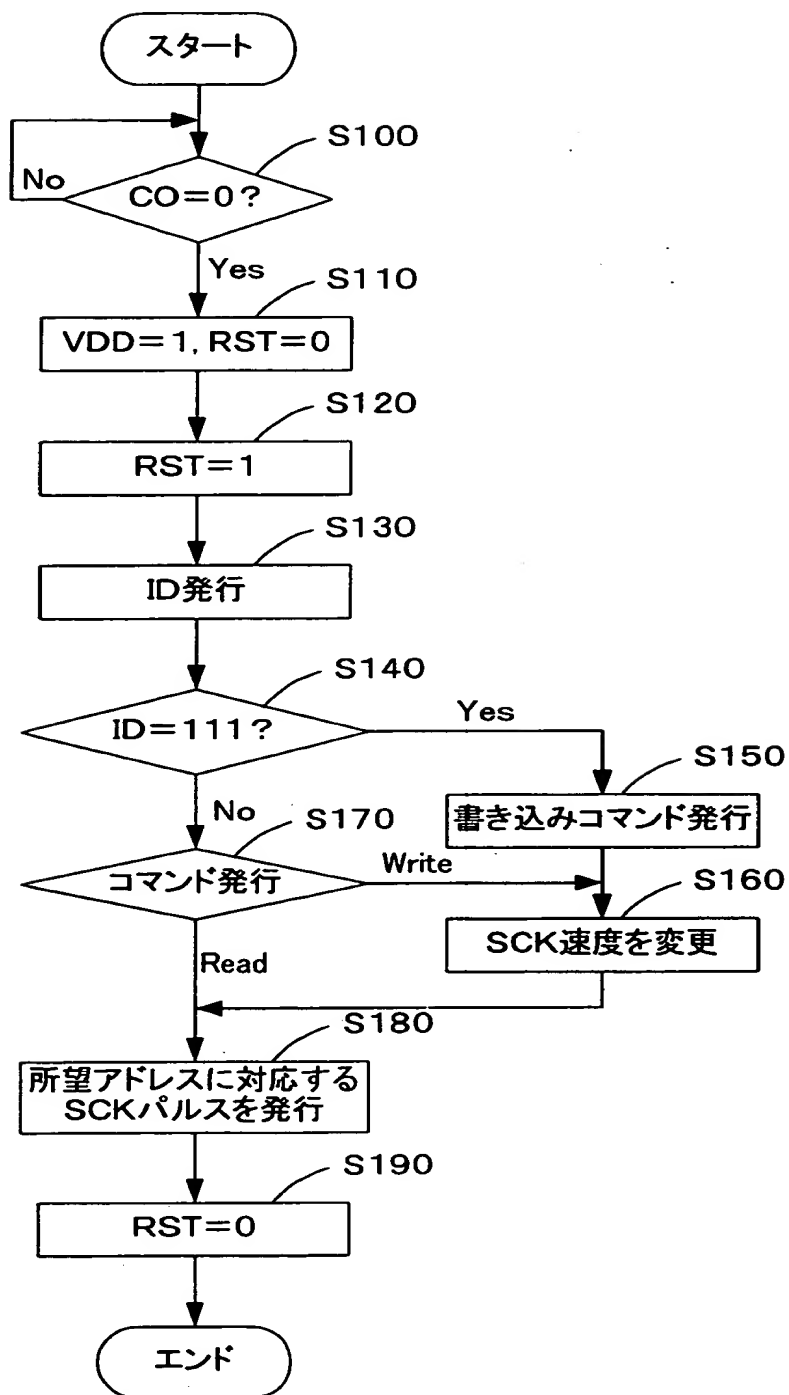 スタート
S100
No
CO=0?
Yes
S110
VDD=1, RST=0
S120
RST=1
S130
ID発行
S140
ID=111?
Yes
S150
書き込みコマンド発行
No
S170
コマンド発行
Write
S160
SCK速度を変更
Read
S180
所望アドレスに対応する
SCKパルスを発行
S190
RST=0
エンド